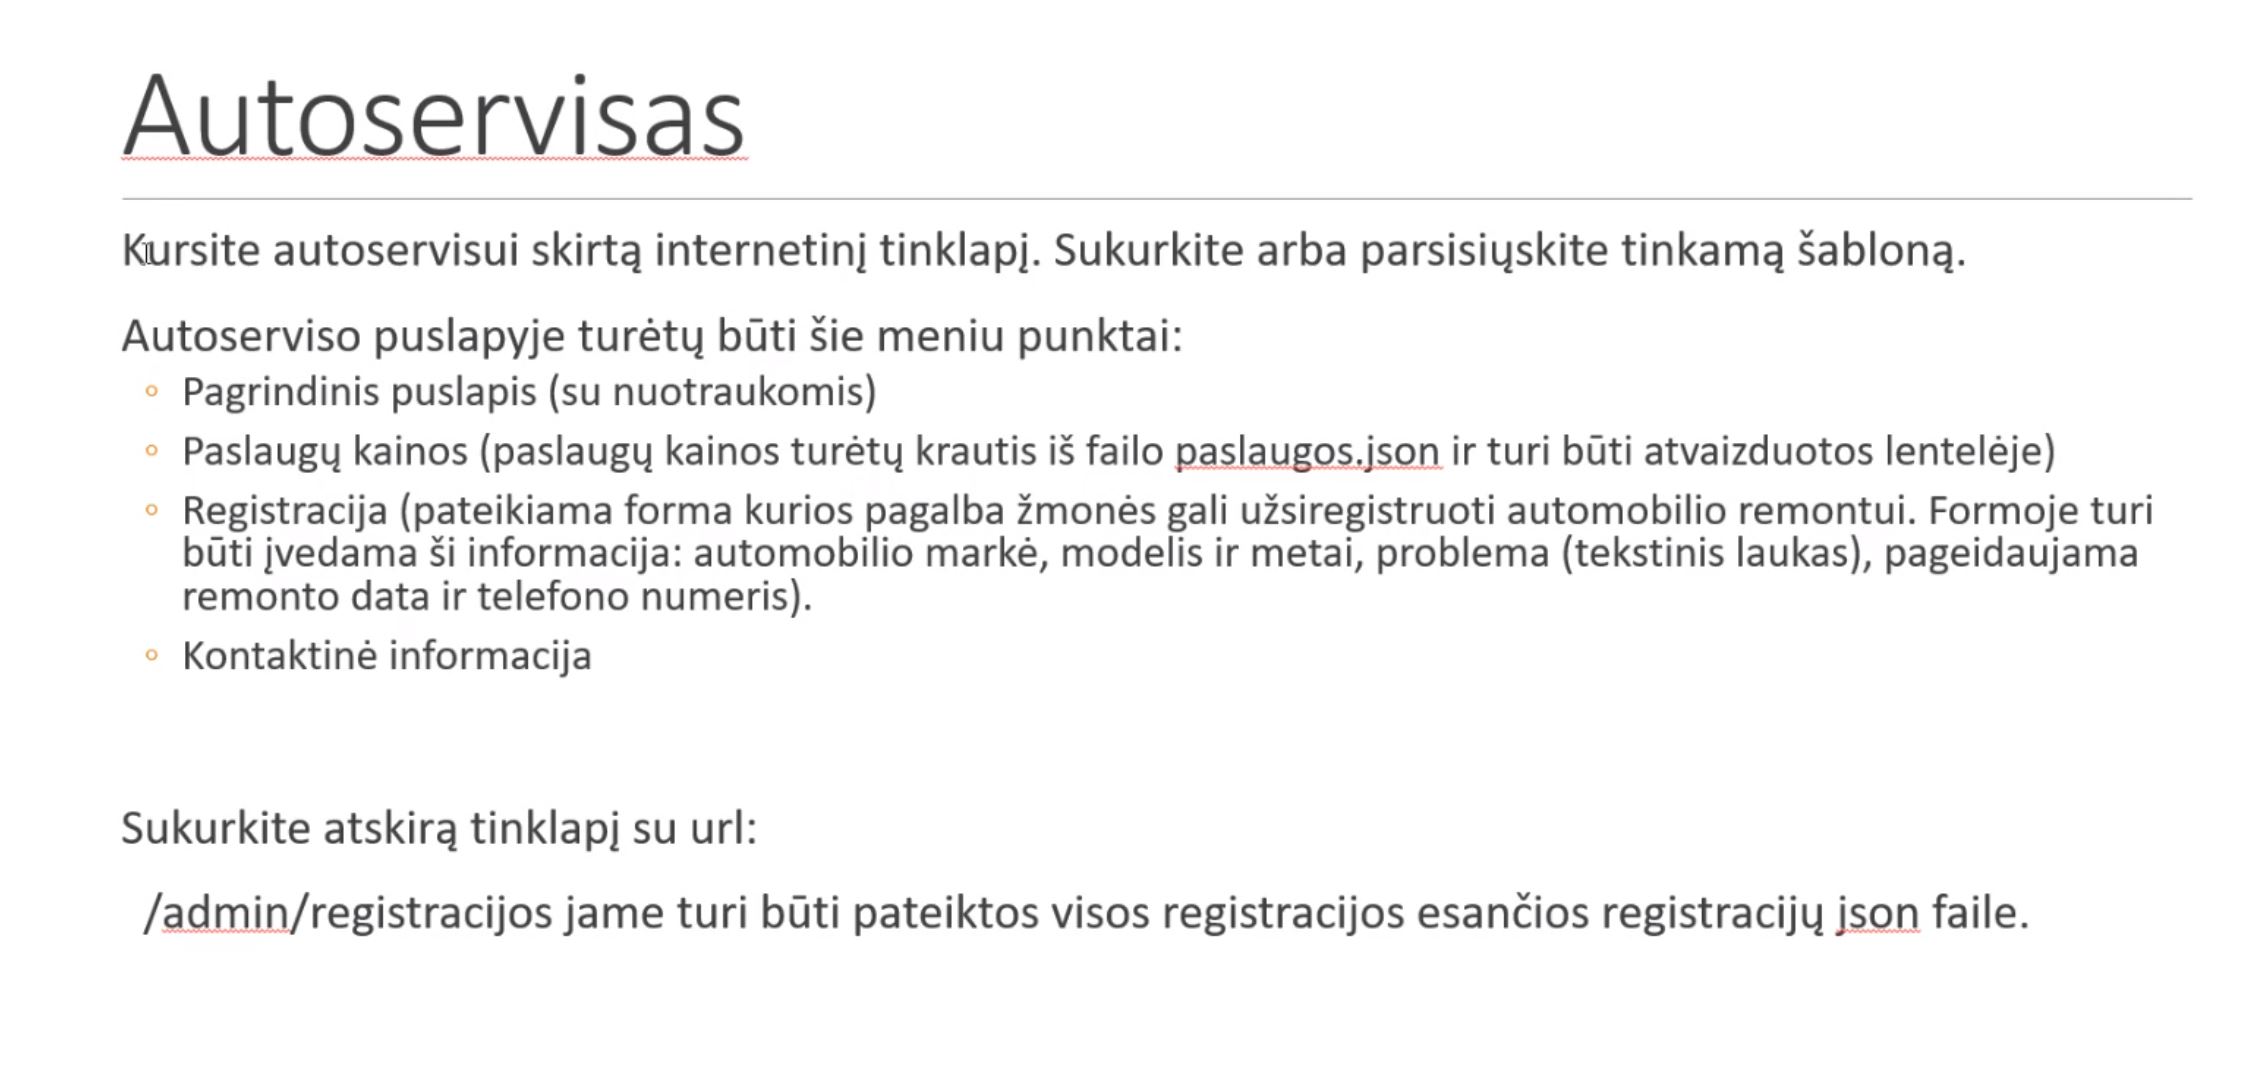 Autoservisas
Kursite autoservisui skirtą internetinį tinklapį. Sukurkite arba parsisiųskite tinkamą šabloną.
Autoserviso puslapyje turėtų būti šie meniu punktai:
◦ Pagrindinis puslapis (su nuotraukomis)
◦ Paslaugų kainos (paslaugų kainos turėtų krautis iš failo paslaugos.json ir turi būti atvaizduotos lentelėje)
◦ Registracija (pateikiama forma kurios pagalba žmonės gali užsiregistruoti automobilio remontui. Formoje turi
būti įvedama ši informacija: automobilio markė, modelis ir metai, problema (tekstinis laukas), pageidaujama
remonto data ir telefono numeris).
◦ Kontaktinė informacija
Sukurkite atskirą tinklapį su url:
/admin/registracijos jame turi būti pateiktos visos registracijos esančios registracijų json faile.